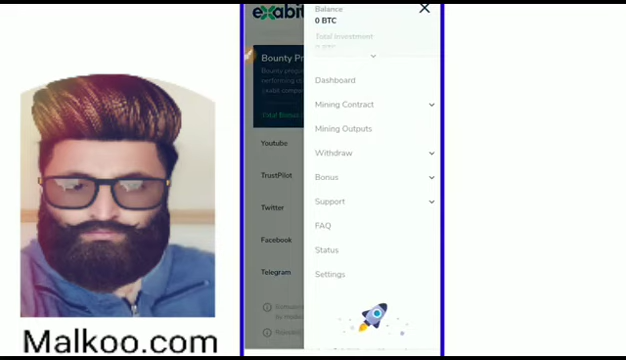 Balance
0 BTC
Total Investment
exabit
Bounty Pr
Dashboard
Mining Contract
Mining Outputs
Youtube
Withdraw
TrustPilot
Bonus
Support
Twitter
FAQ
Facebook
Status
Telegram
Settings
Malkoo.com